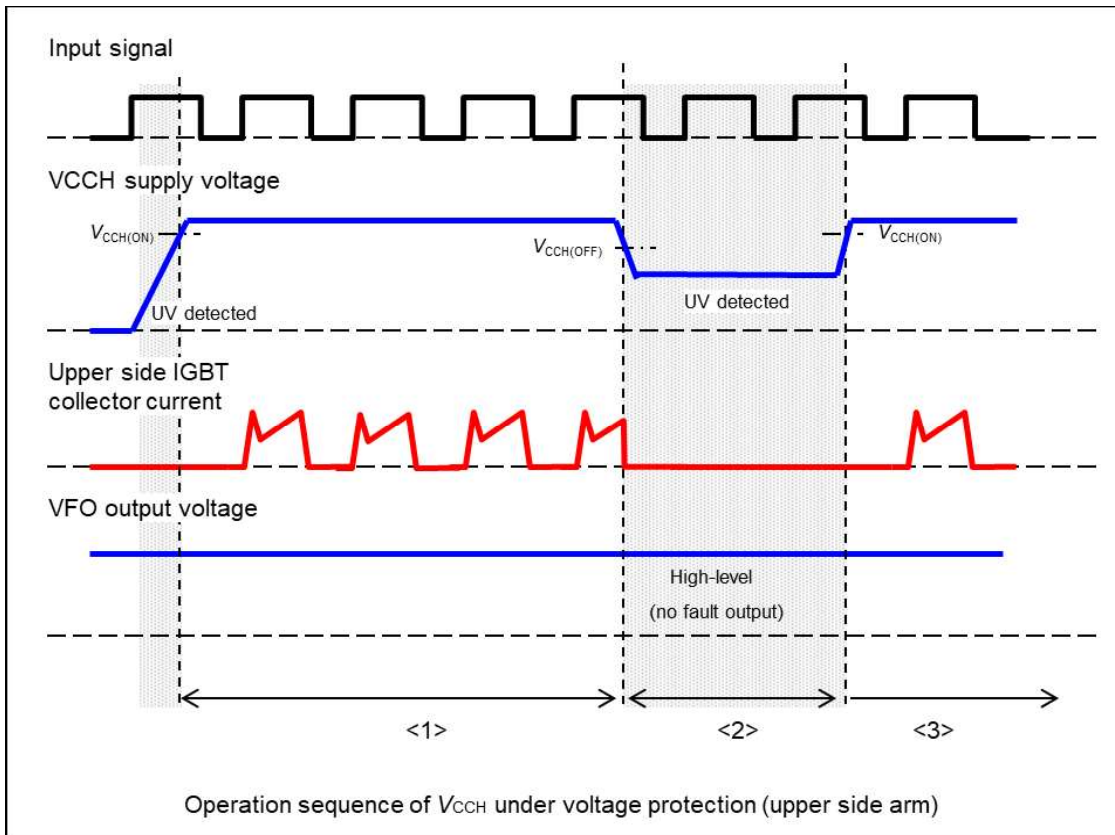 Input signal
VCCH supply voltage
VCCH(ON)
VCCH(OFF)
VCCH(ON)
UV detected
UV detected
Upper side IGBT
collector current
VFO output voltage
High-level
(no fault output)
<1>
<2>
<3>
Operation sequence of VCCH under voltage protection (upper side arm)